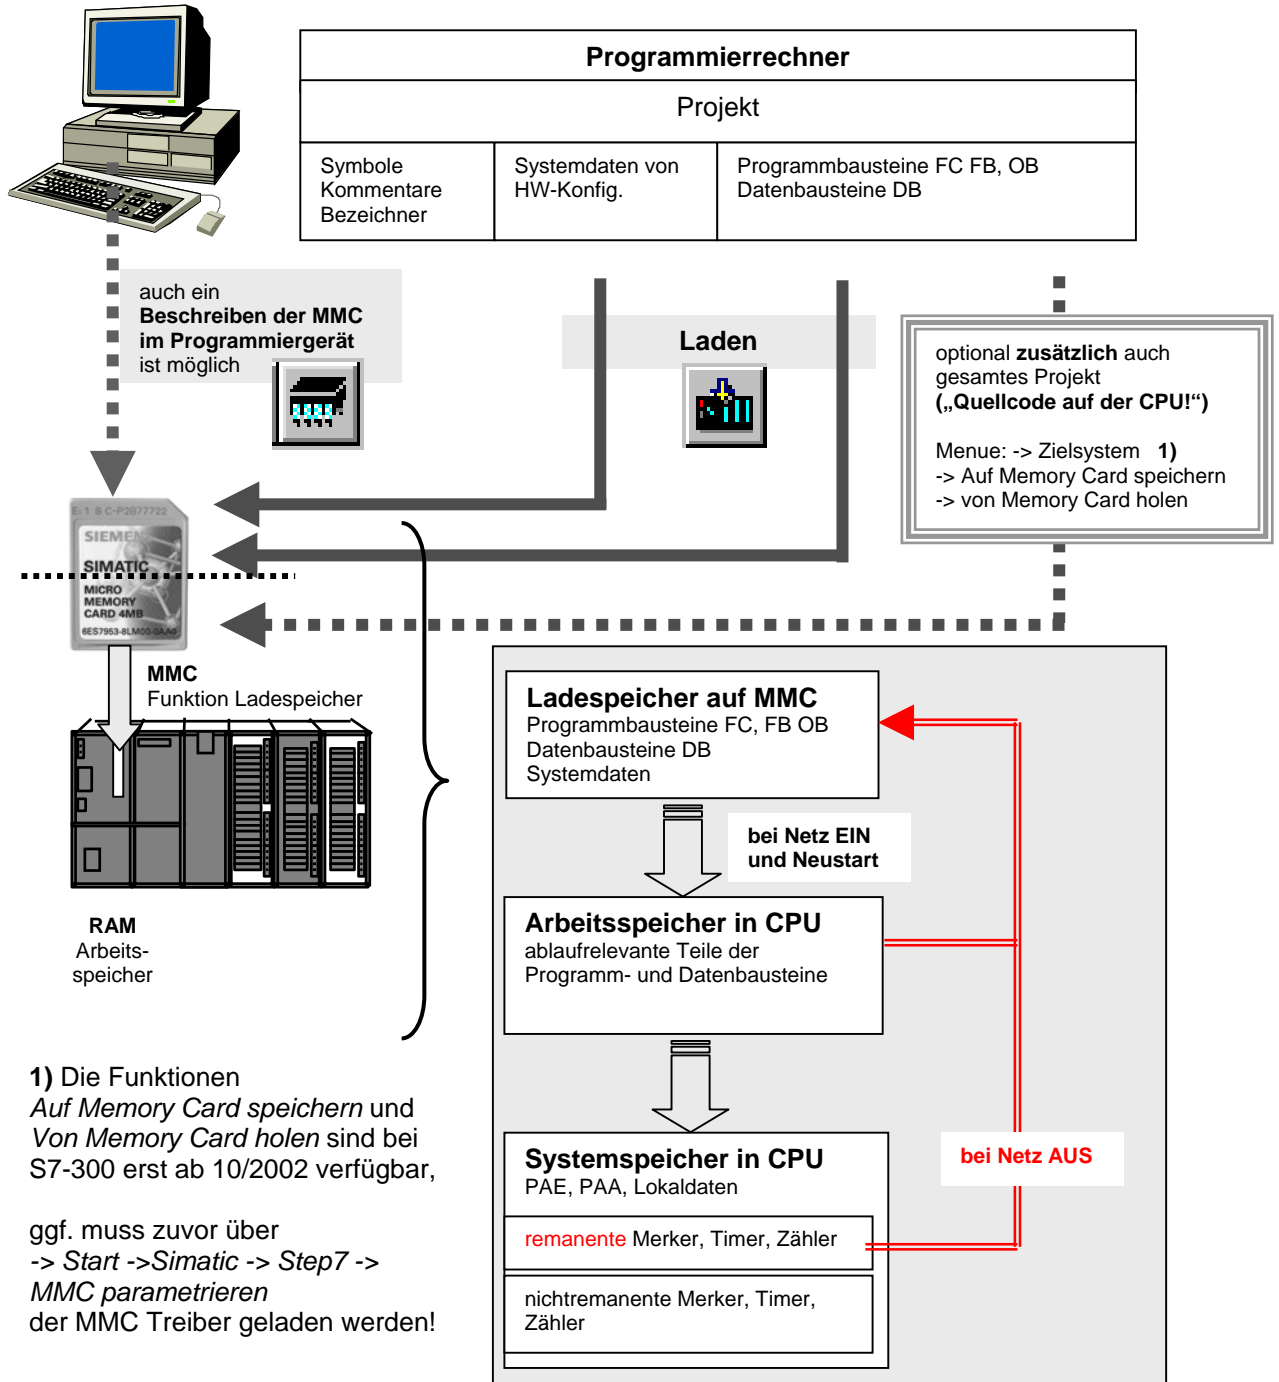 Programmierrechner
Projekt
Symbole
Kommentare
Bezeichner
Systemdaten von
HW-Konfig.
Programmbausteine FC FB, OB
Datenbausteine DB
auch ein
Beschreiben der MMC
im Programmiergerät
ist möglich
Laden
optional zusätzlich auch
gesamtes Projekt
(„Quellcode auf der CPU!“)
Menue: -> Zielsystem 1)
-> Auf Memory Card speichern
-> von Memory Card holen
SIEMEN
SIMATIC
MICRO
MEMORY
CARD 4MB
6ES7953-8LM00-0AA0
MMC
Funktion Ladespeicher
RAM
Arbeits-
speicher
Ladespeicher auf MMC
Programmbausteine FC, FB OB
Datenbausteine DB
Systemdaten
bei Netz EIN
und Neustart
Arbeitsspeicher in CPU
ablaufrelevante Teile der
Programm- und Datenbausteine
Systemspeicher in CPU
PAE, PAA, Lokaldaten
remanente Merker, Timer, Zähler
nichtremanente Merker, Timer,
Zähler
bei Netz AUS
1) Die Funktionen
Auf Memory Card speichern und
Von Memory Card holen sind bei
S7-300 erst ab 10/2002 verfügbar,
ggf. muss zuvor über
-> Start ->Simatic -> Step7 ->
MMC parametrieren
der MMC Treiber geladen werden!